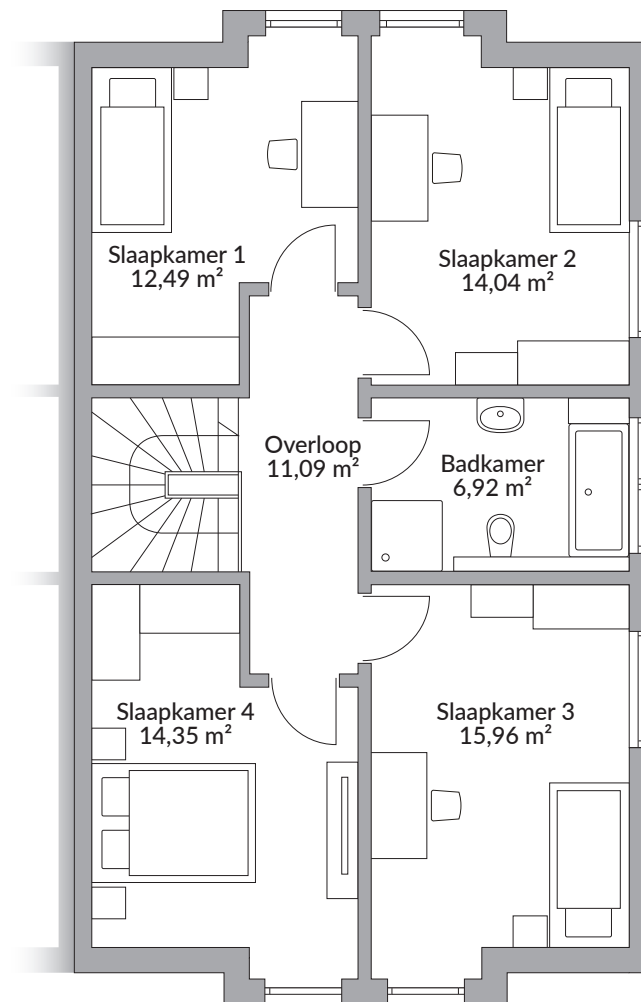 Slaapkamer 1
12,49 m²
Slaapkamer 2
14,04 m²
Overloop
11,09 m²
Badkamer
6,92 m²
Slaapkamer 4
14,35 m²
Slaapkamer 3
15,96 m²